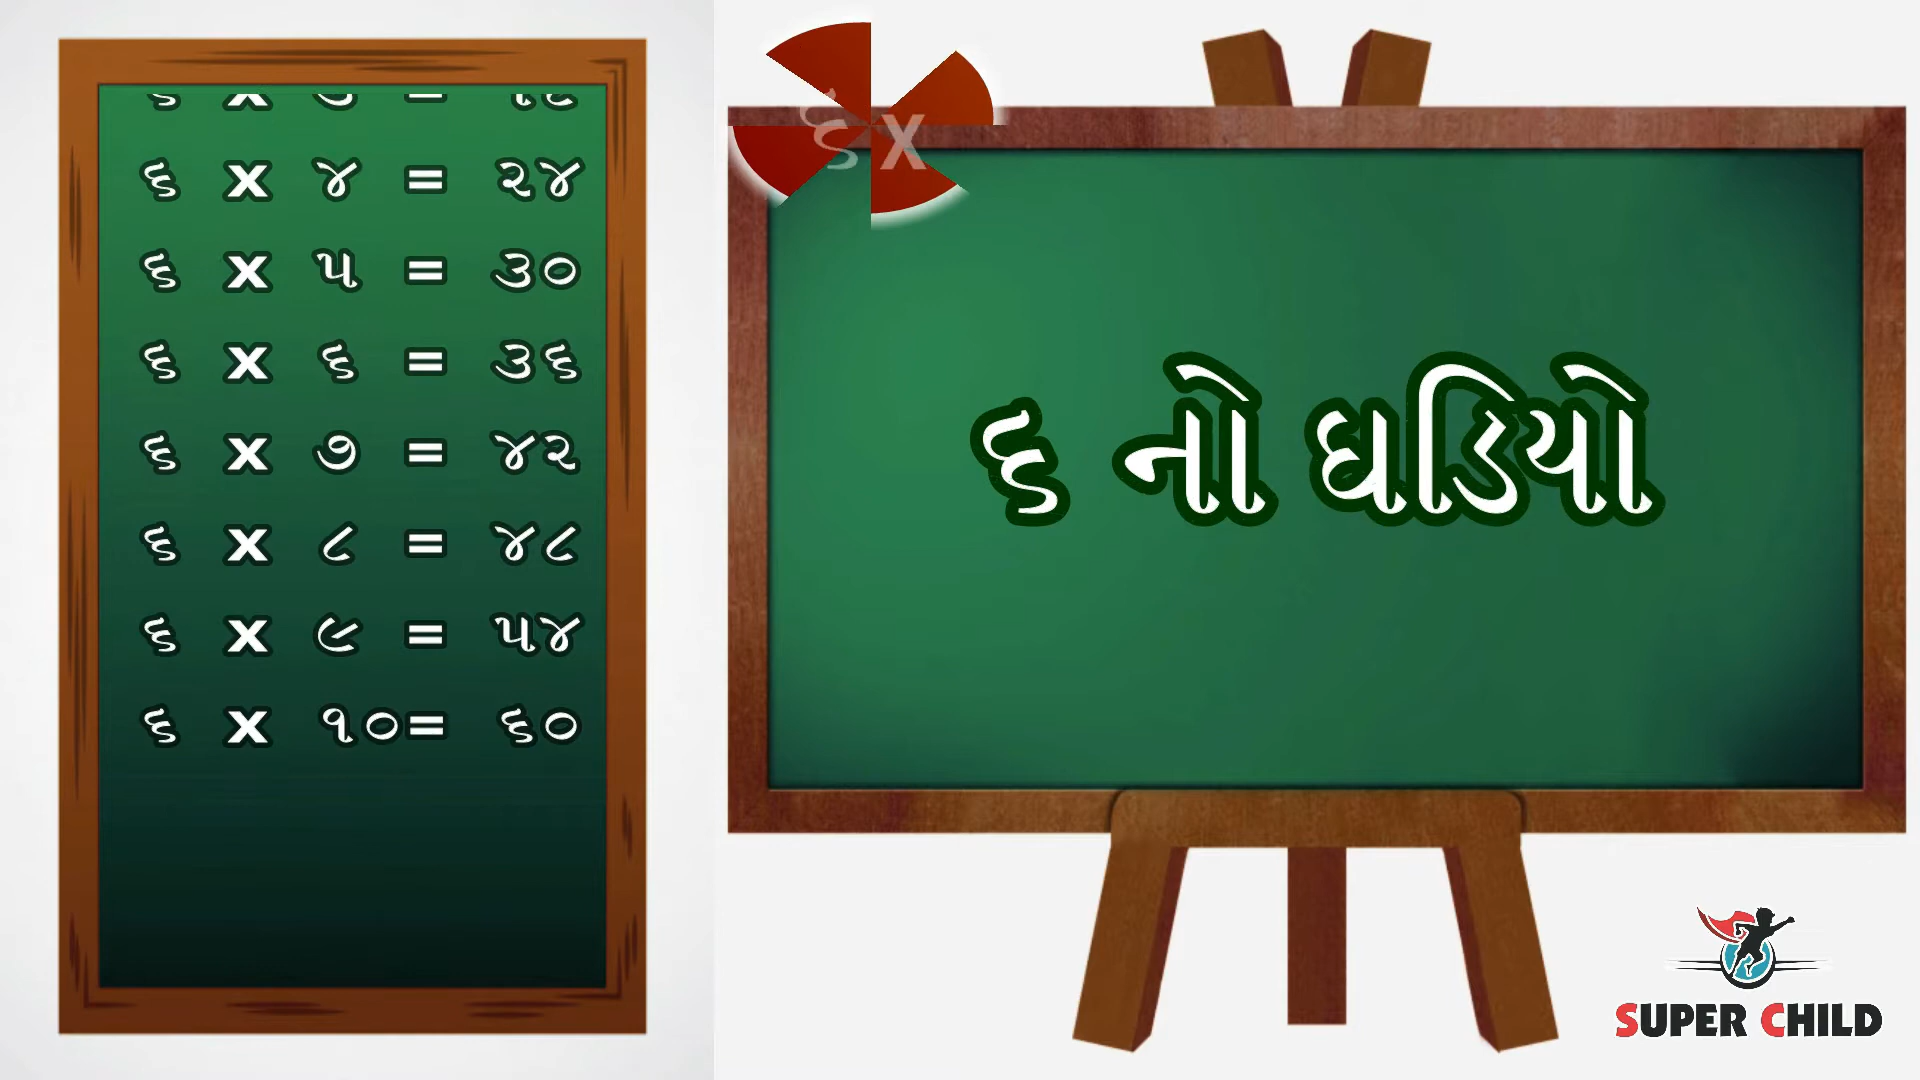 ૬ x ૪ = ૨૪
૬ x ૫ = ૩૦
૬ x ૬ = ૩૬
૬ x ૭ = ૪૨
૬ x ૮ = ૪૮
૬ x ૯ = ૫૪
૬ x ૧૦ = ૬૦
૬ x
૬ નો ઘડિયો
SUPER CHILD